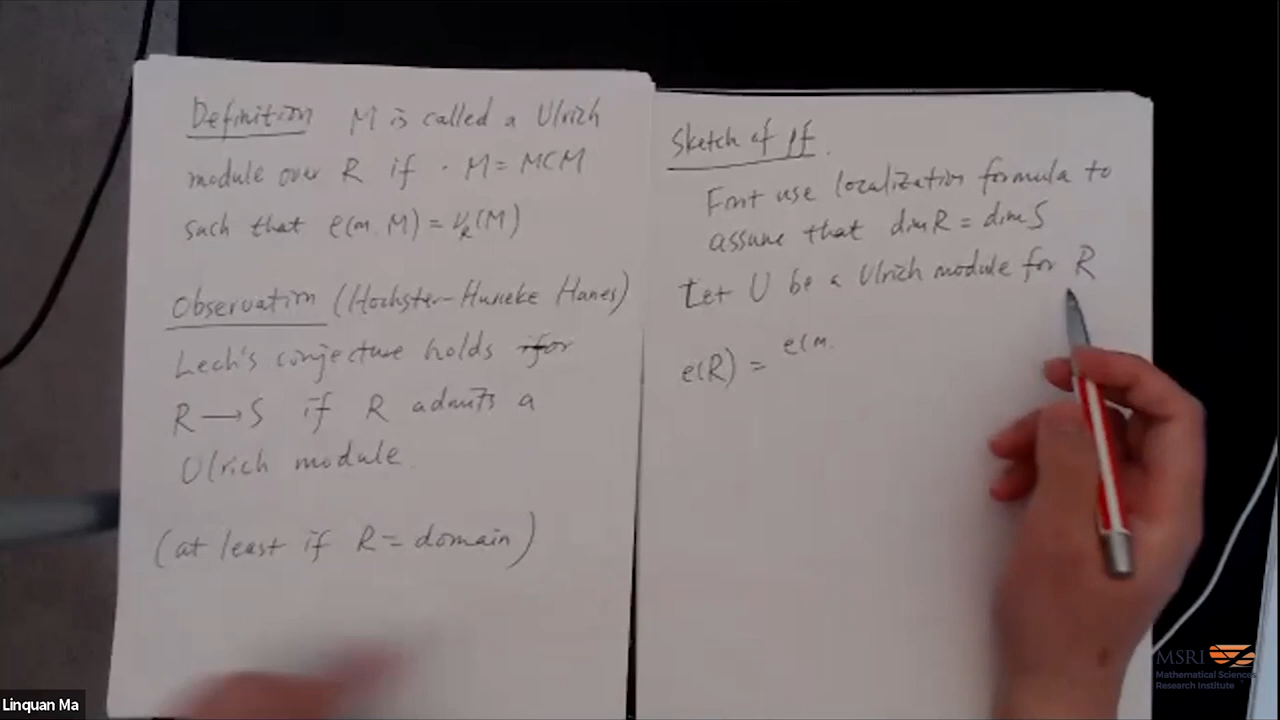 Definition M is called a Ulrich
module over R if · M = MCM
such that e(m, M) = ν_R(M)
Observation (Hochster-Huneke Hanes)
Lech's conjecture holds for
R → S if R admits a
Ulrich module
(at least if R = domain)
Sketch of pf.
First use localization formula to
assume that dim R = dim S
Let U be a Ulrich module for R
e(R) = e(m.
MSRI
Mathematical Sciences
Research Institute
Linquan Ma